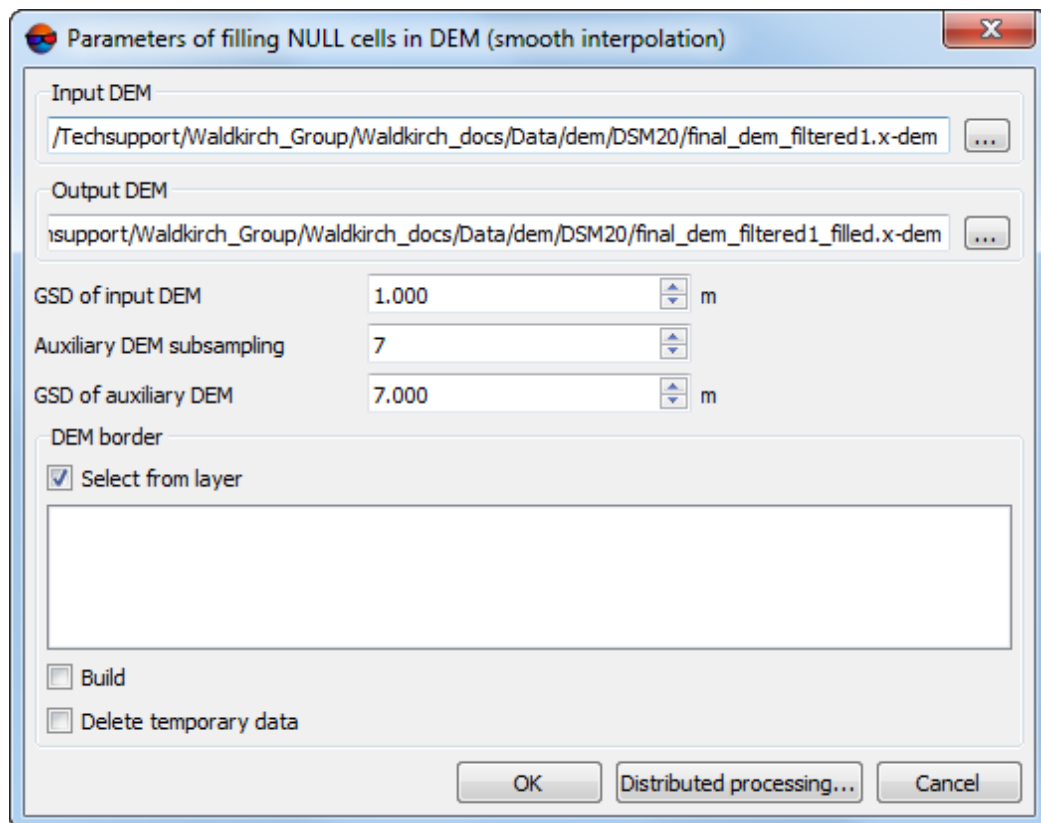 Parameters of filling NULL cells in DEM (smooth interpolation)
Input DEM
/Techsupport/Waldkirch_Group/Waldkirch_docs/Data/dem/DSM20/final_dem_filtered1.x-dem ...
Output DEM
nsupport/Waldkirch_Group/Waldkirch_docs/Data/dem/DSM20/final_dem_filtered1_filled.x-dem ...
GSD of input DEM 1.000 m
Auxiliary DEM subsampling 7
GSD of auxiliary DEM 7.000 m
DEM border
Select from layer
Build
Delete temporary data
OK Distributed processing... Cancel